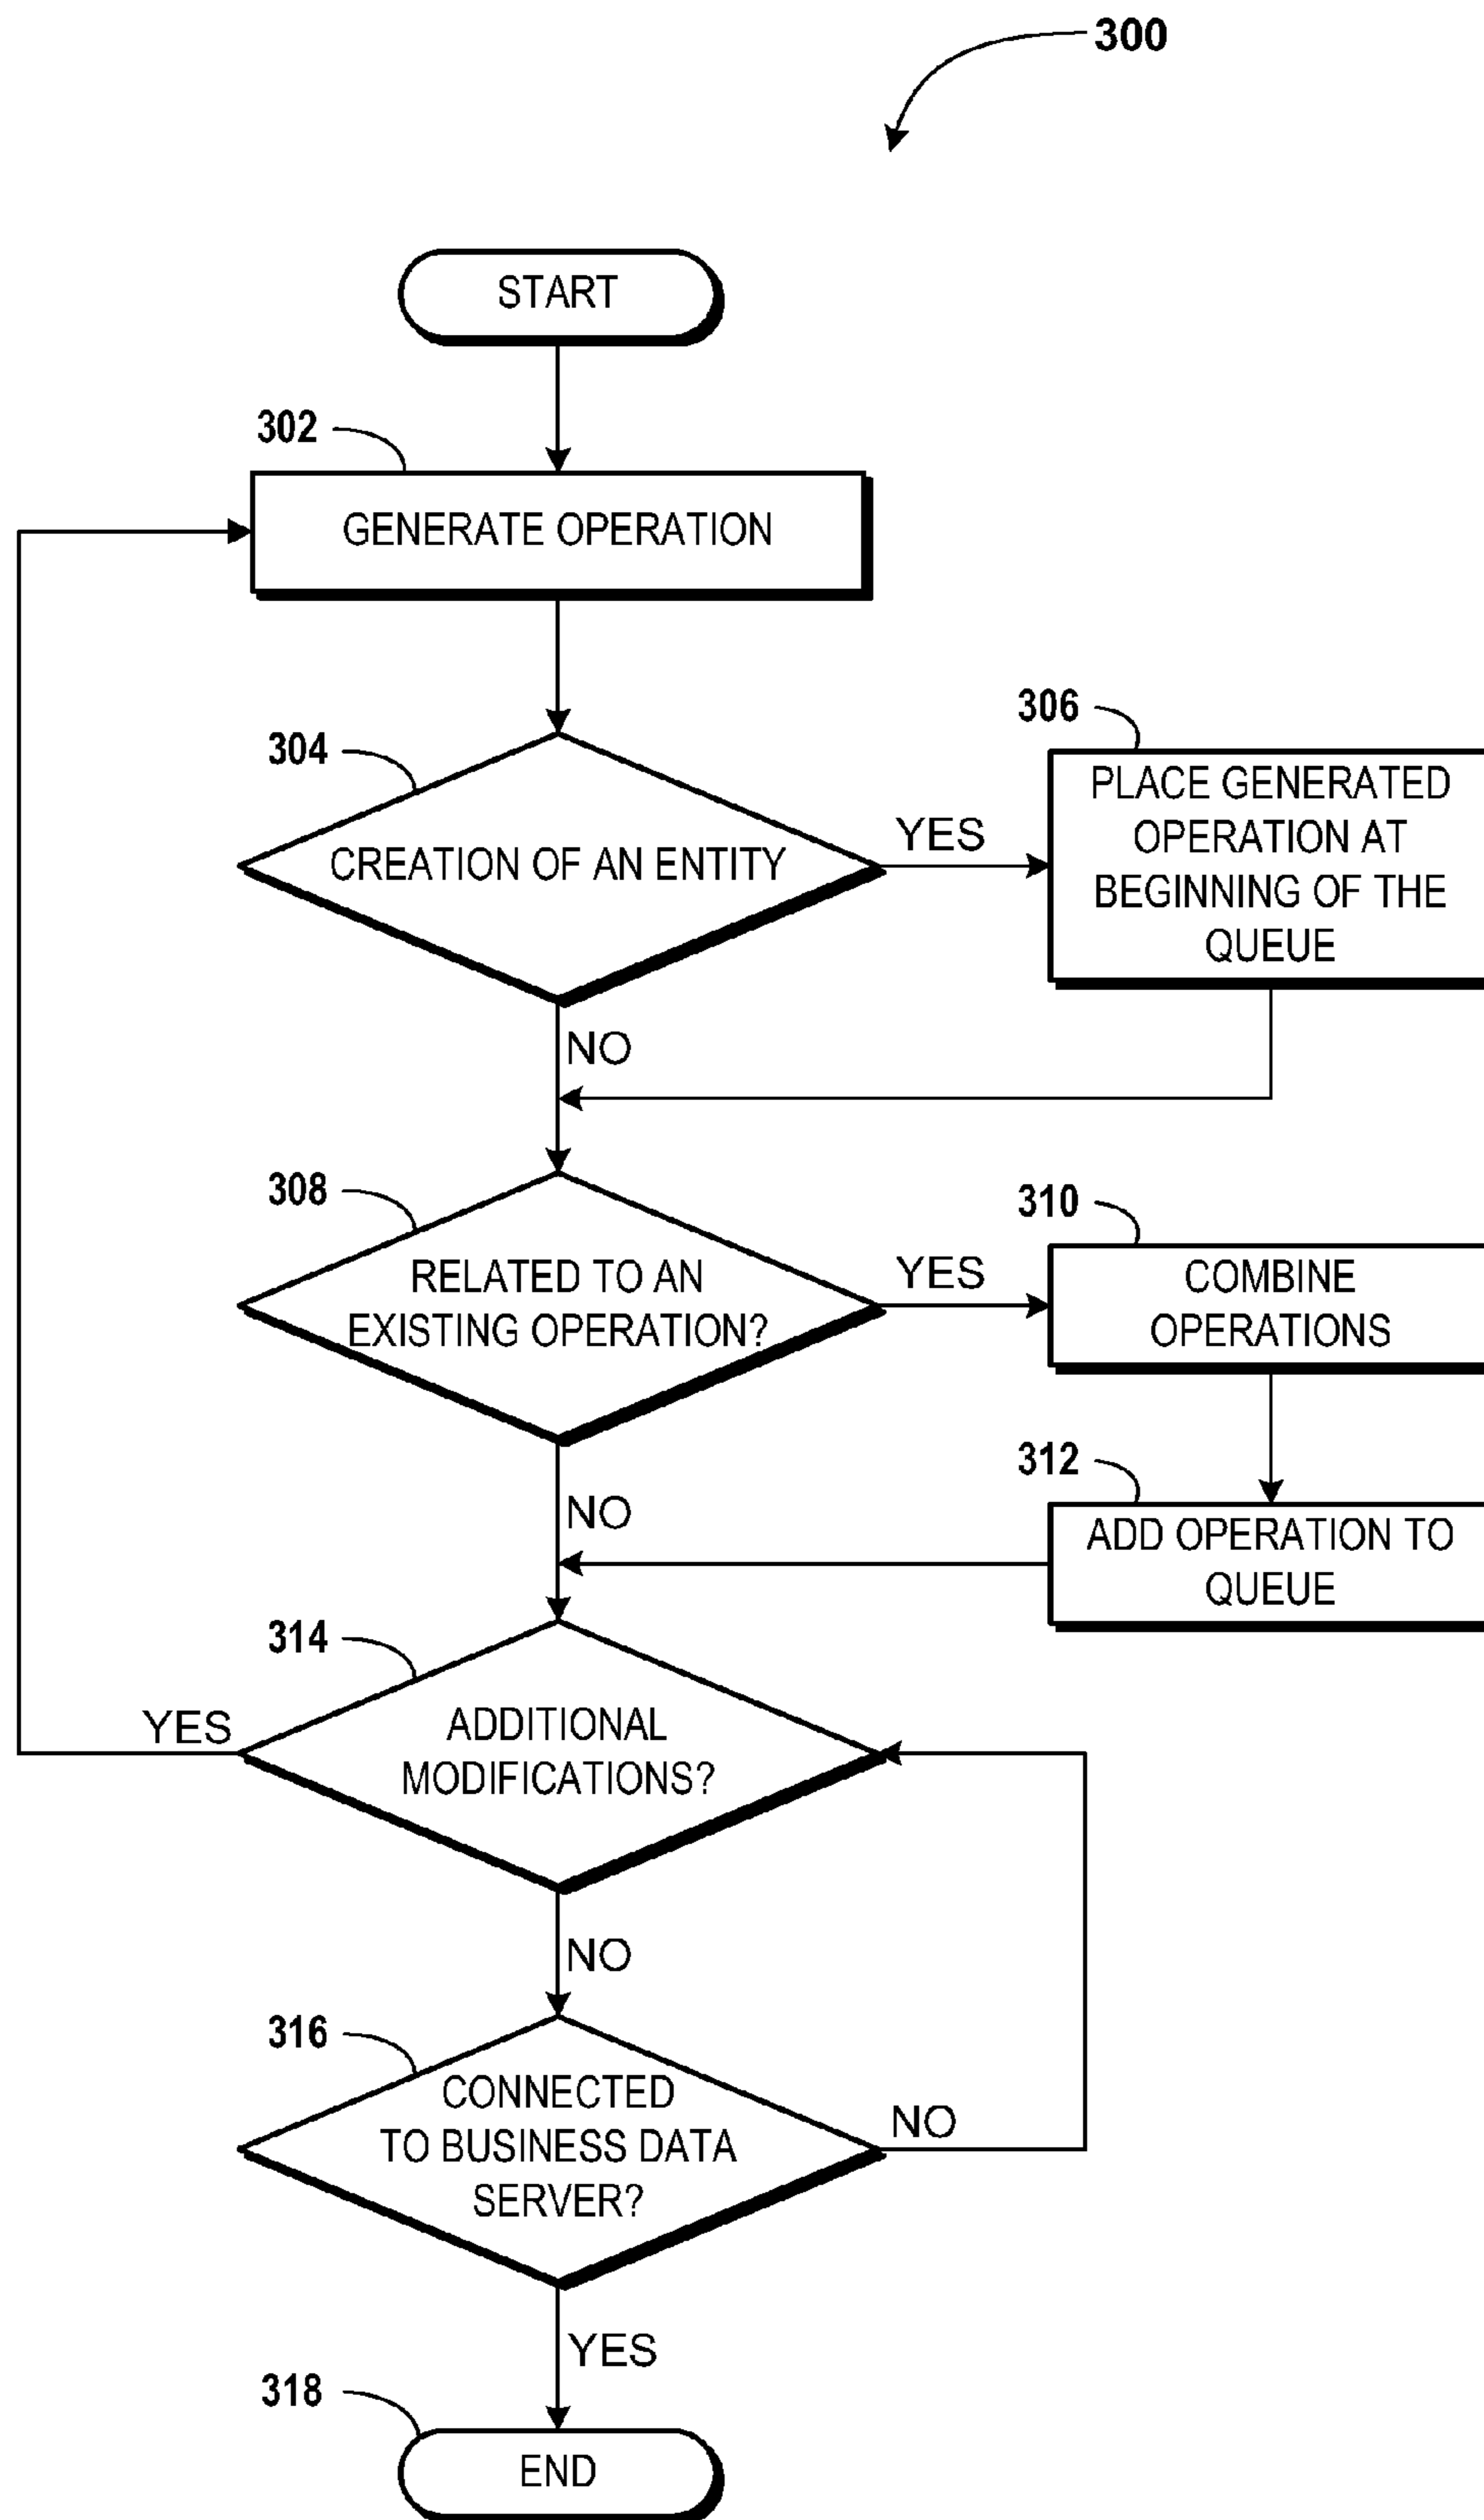 300
START
302
GENERATE OPERATION
304
CREATION OF AN ENTITY
YES
306
PLACE GENERATED
OPERATION AT
BEGINNING OF THE
QUEUE
NO
308
RELATED TO AN
EXISTING OPERATION?
YES
310
COMBINE
OPERATIONS
312
ADD OPERATION TO
QUEUE
NO
314
ADDITIONAL
MODIFICATIONS?
YES
NO
316
CONNECTED
TO BUSINESS DATA
SERVER?
NO
YES
318
END